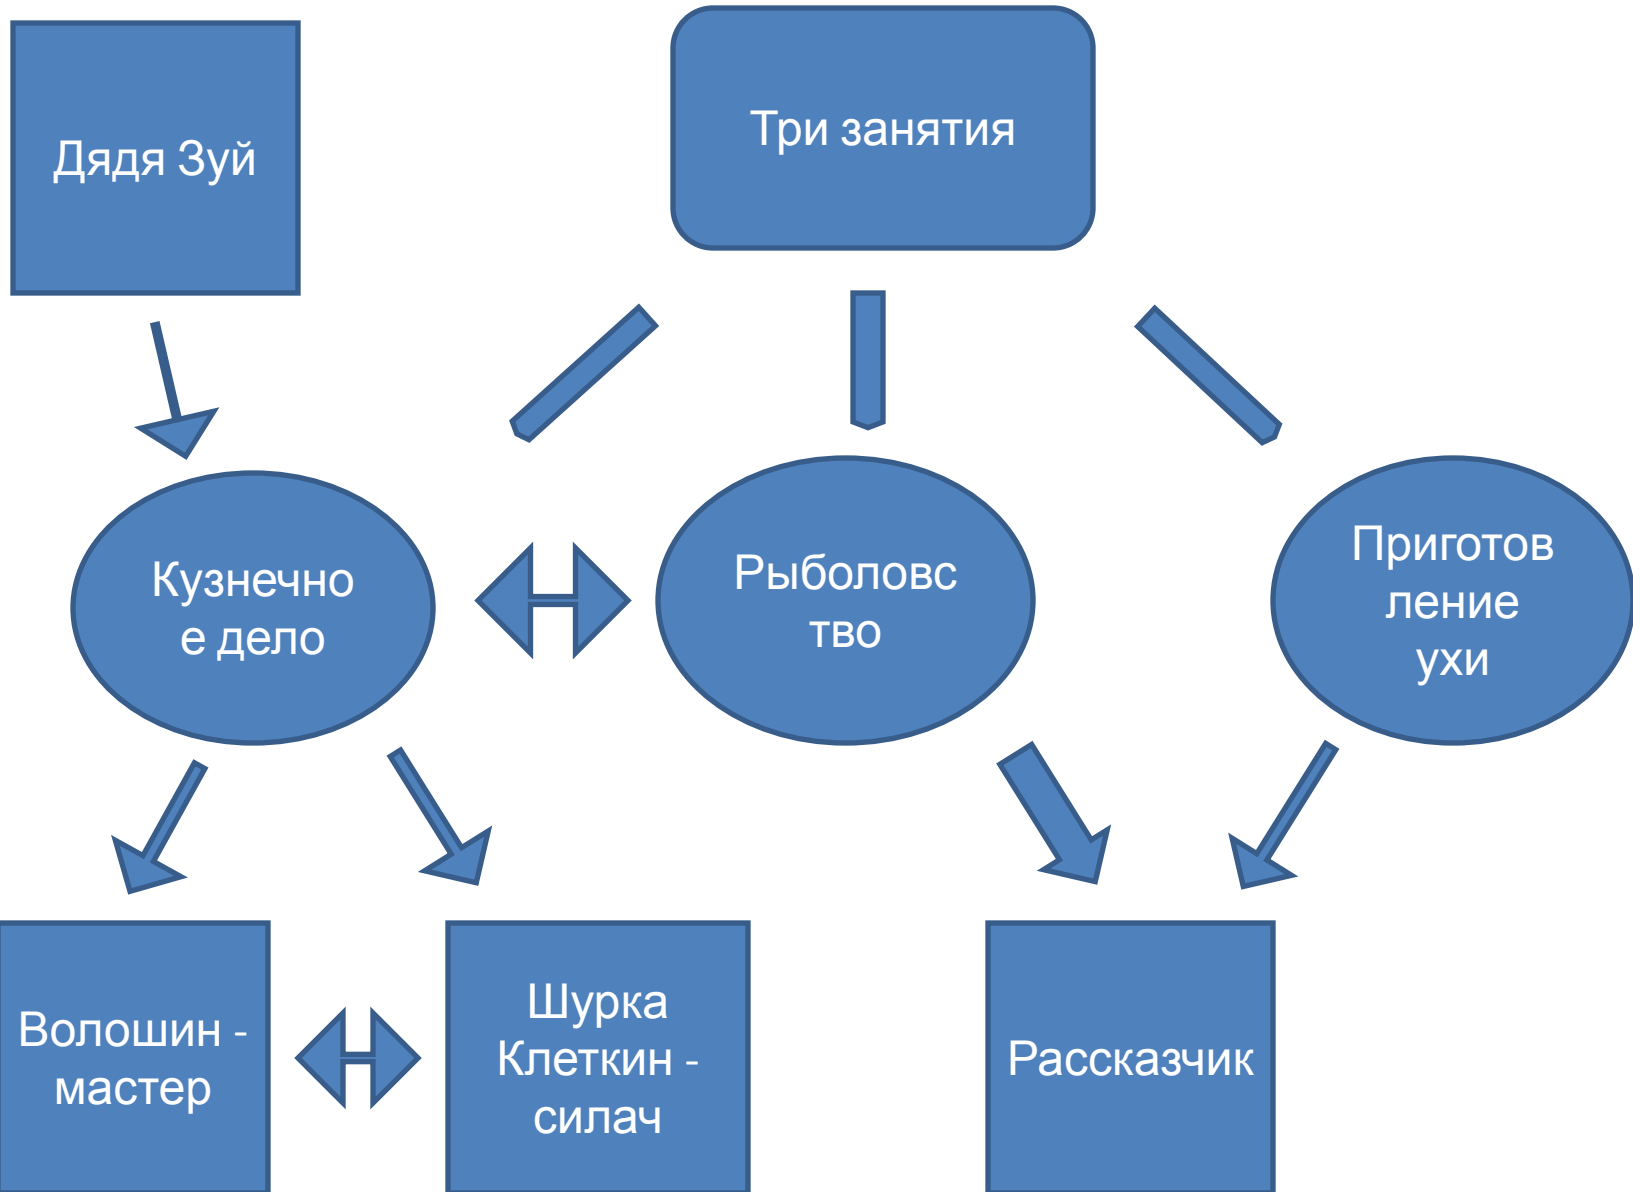 Дядя Зуй
Три занятия
Кузнечно
е дело
Рыболовс
тво
Приготов
ление
ухи
Волошин -
мастер
Шурка
Клеткин -
силач
Рассказчик